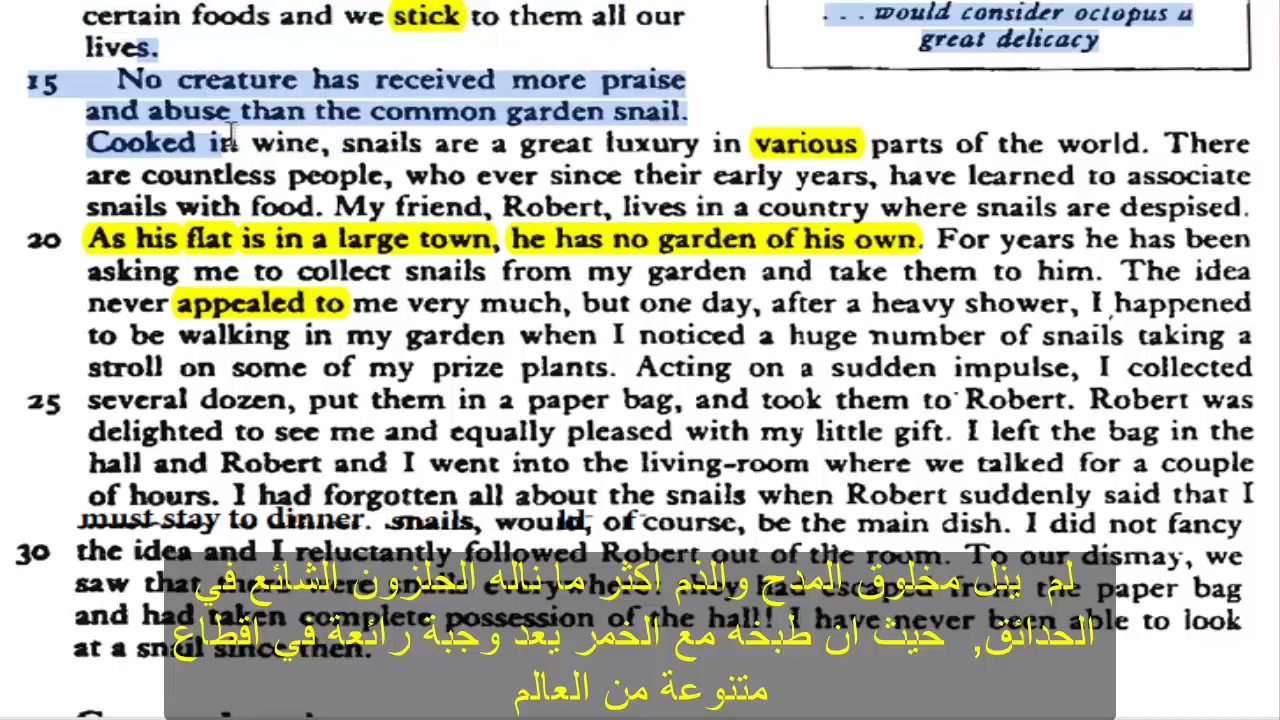 certain foods and we stick to them all our
lives.
. . . would consider octopus a
great delicacy
15 No creature has received more praise
and abuse than the common garden snail.
Cooked in wine, snails are a great luxury in various parts of the world. There
are countless people, who ever since their early years, have learned to associate
snails with food. My friend, Robert, lives in a country where snails are despised.
20 As his flat is in a large town, he has no garden of his own. For years he has been
asking me to collect snails from my garden and take them to him. The idea
never appealed to me very much, but one day, after a heavy shower, I happened
to be walking in my garden when I noticed a huge number of snails taking a
stroll on some of my prize plants. Acting on a sudden impulse, I collected
25 several dozen, put them in a paper bag, and took them to Robert. Robert was
delighted to see me and equally pleased with my little gift. I left the bag in the
hall and Robert and I went into the living-room where we talked for a couple
of hours. I had forgotten all about the snails when Robert suddenly said that I
must stay to dinner. snails, would, of course, be the main dish. I did not fancy
30 the idea and I reluctantly followed Robert out of the room. To our dismay, we
saw that there were snails everywhere: they had escaped from the paper bag
and had taken complete possession of the hall! I have never been able to look
at a snail since then.
لم ينل مخلوق المدح والذم اكثر ما ناله الحلزون الشائع في
الحدائق, حيث ان طبخه مع الخمر يعد وجبة رائعة في اقطاع
متنوعة من العالم